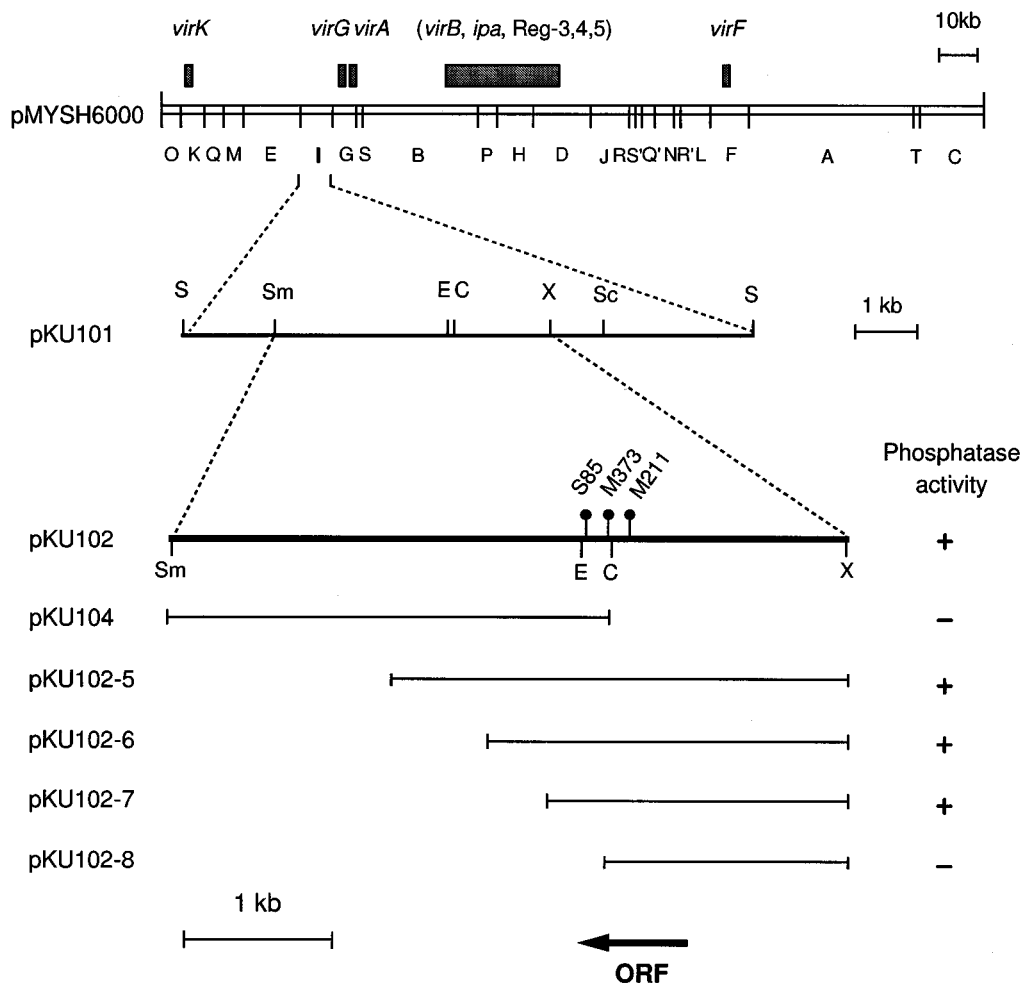 virK virG virA (virB, ipa, Reg-3,4,5) virF 10kb
pMYSH6000
O K Q M E I G S B P H D J R S' Q' N R' L F A T C
S Sm E C X Sc S
pKU101 1 kb
S85 M373 M211
Phosphatase
activity
pKU102 +
Sm E C X
pKU104 −
pKU102-5 +
pKU102-6 +
pKU102-7 +
pKU102-8 −
1 kb
ORF